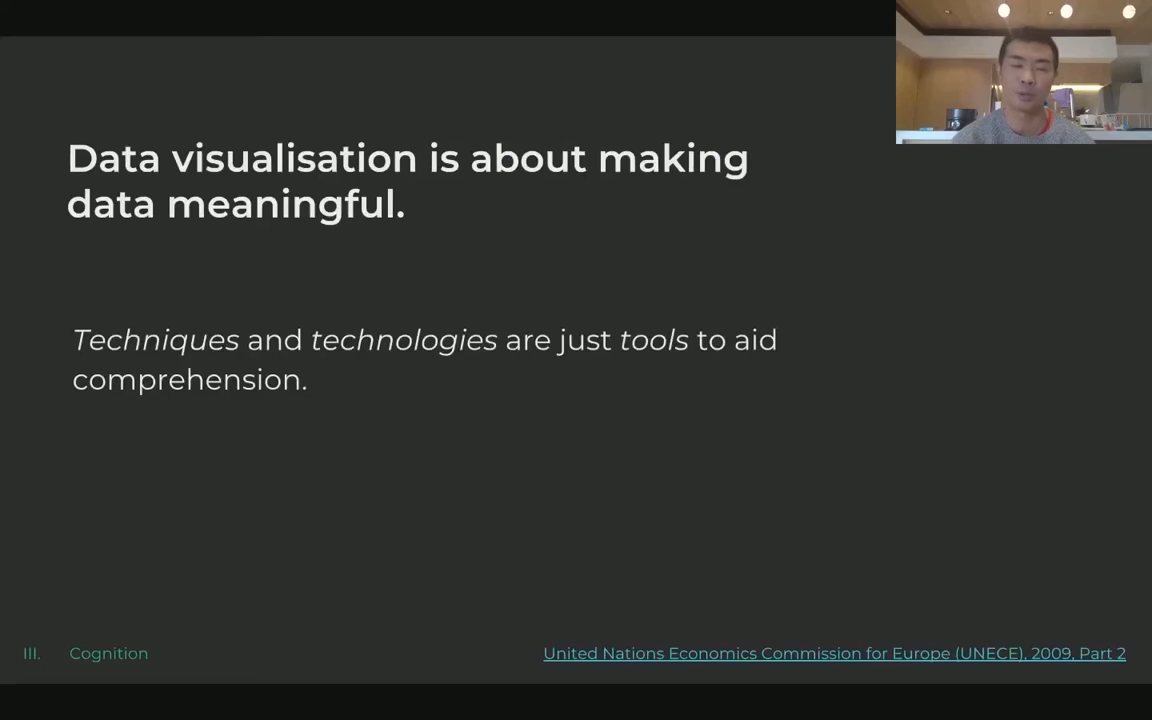 Data visualisation is about making
data meaningful.
Techniques and technologies are just tools to aid
comprehension.
III. Cognition
United Nations Economics Commission for Europe (UNECE), 2009, Part 2